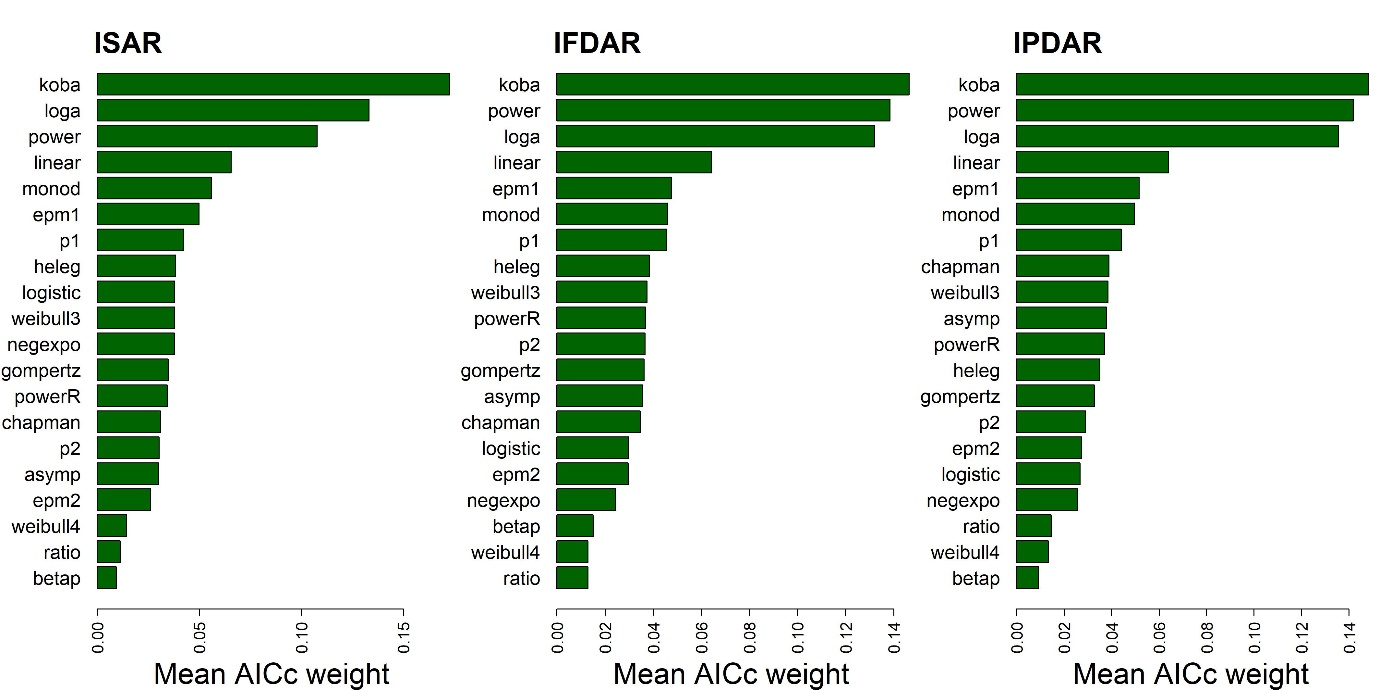 ISAR
koba
loga
power
linear
monod
epm1
p1
heleg
logistic
weibull3
negexpo
gompertz
powerR
chapman
p2
asymp
epm2
weibull4
ratio
betap
0.00
0.05
0.10
0.15
Mean AICc weight
IFDAR
koba
power
loga
linear
epm1
monod
p1
heleg
weibull3
powerR
p2
gompertz
asymp
chapman
logistic
epm2
negexpo
betap
weibull4
ratio
0.00
0.02
0.04
0.06
0.08
0.10
0.12
0.14
Mean AICc weight
IPDAR
koba
power
loga
linear
epm1
monod
p1
chapman
weibull3
asymp
powerR
heleg
gompertz
p2
epm2
logistic
negexpo
ratio
weibull4
betap
0.00
0.02
0.04
0.06
0.08
0.10
0.12
0.14
Mean AICc weight